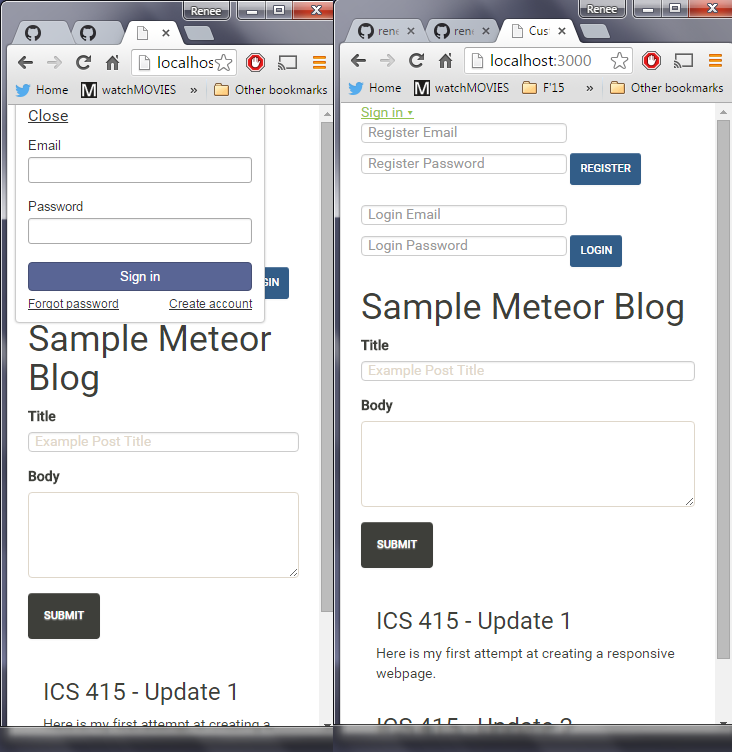 Renee
localhos
Home
watchMOVIES
»
Other bookmarks
Close
Email
Password
Sign in
GIN
Forgot password
Create account
Sample Meteor
Blog
Title
Example Post Title
Body
SUBMIT
ICS 415 - Update 1
Here is my first attempt at creating a
Renee
rene
rene
Cus
localhost:3000
Home
watchMOVIES
F'15
»
Other bookmarks
Sign in ▾
Register Email
Register Password
REGISTER
Login Email
Login Password
LOGIN
Sample Meteor Blog
Title
Example Post Title
Body
SUBMIT
ICS 415 - Update 1
Here is my first attempt at creating a responsive
webpage.
ICS 415 - Update 2